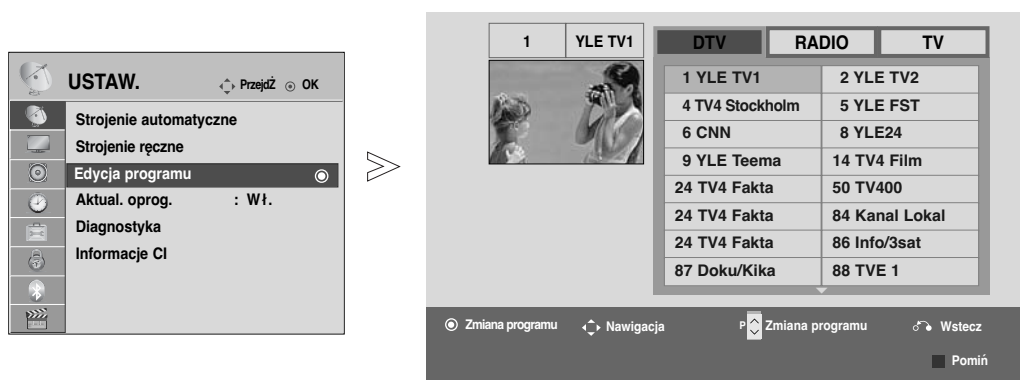 USTAW. PrzejdŹ OK
Strojenie automatyczne
Strojenie ręczne
Edycja programu
Aktual. oprog. : Wł.
Diagnostyka
Informacje CI
1 YLE TV1
DTV RADIO TV
1 YLE TV1 2 YLE TV2
4 TV4 Stockholm 5 YLE FST
6 CNN 8 YLE24
9 YLE Teema 14 TV4 Film
24 TV4 Fakta 50 TV400
24 TV4 Fakta 84 Kanal Lokal
24 TV4 Fakta 86 Info/3sat
87 Doku/Kika 88 TVE 1
Zmiana programu Nawigacja P Zmiana programu Wstecz
Pomiń